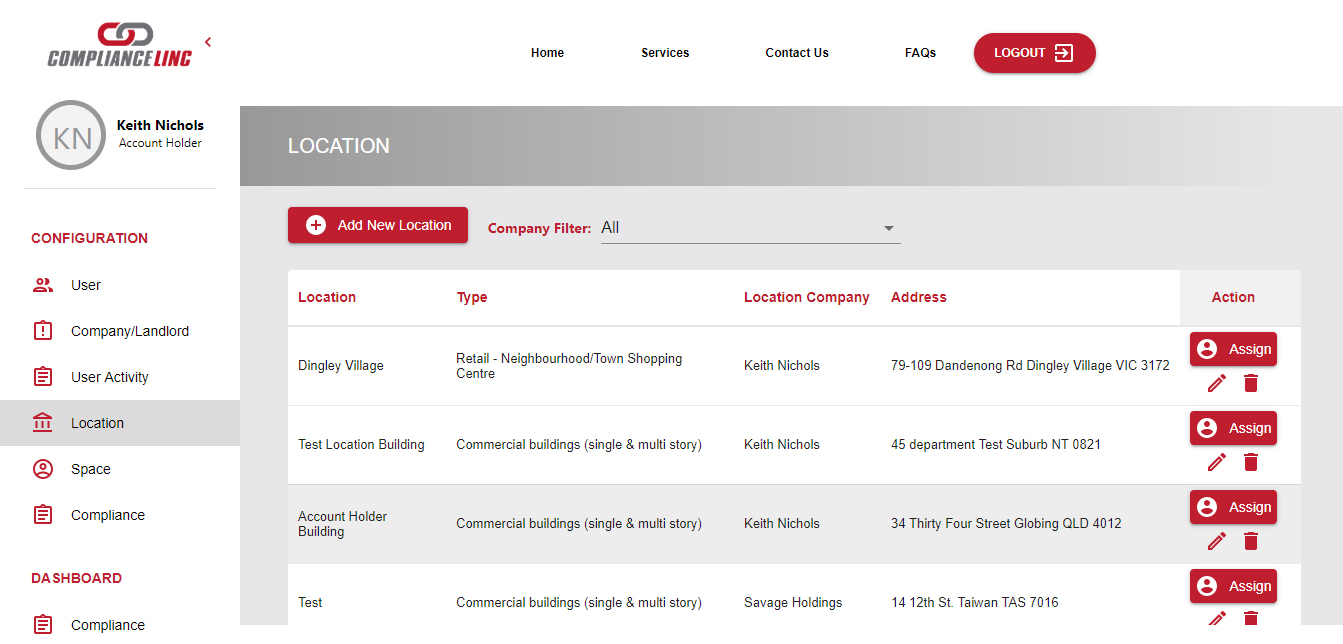 COMPLIANCELINC
Home
Services
Contact Us
FAQs
LOGOUT
KN
Keith Nichols
Account Holder
LOCATION
Add New Location
Company Filter:
All
CONFIGURATION
User
Company/Landlord
User Activity
Location
Space
Compliance
DASHBOARD
Compliance
Location
Type
Location Company
Address
Action
Dingley Village
Retail - Neighbourhood/Town Shopping
Centre
Keith Nichols
79-109 Dandenong Rd Dingley Village VIC 3172
Assign
Test Location Building
Commercial buildings (single & multi story)
Keith Nichols
45 department Test Suburb NT 0821
Assign
Account Holder
Building
Commercial buildings (single & multi story)
Keith Nichols
34 Thirty Four Street Globing QLD 4012
Assign
Test
Commercial buildings (single & multi story)
Savage Holdings
14 12th St. Taiwan TAS 7016
Assign